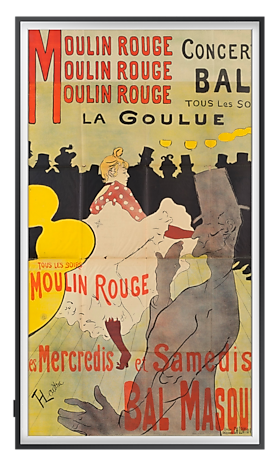 MOULIN ROUGE CONCER
MOULIN ROUGE BAL
MOULIN ROUGE TOUS LES SO
LA GOULUE
TOUS LES SOIRS
MOULIN ROUGE
es Mercredis et Samedis
BAL MASQU